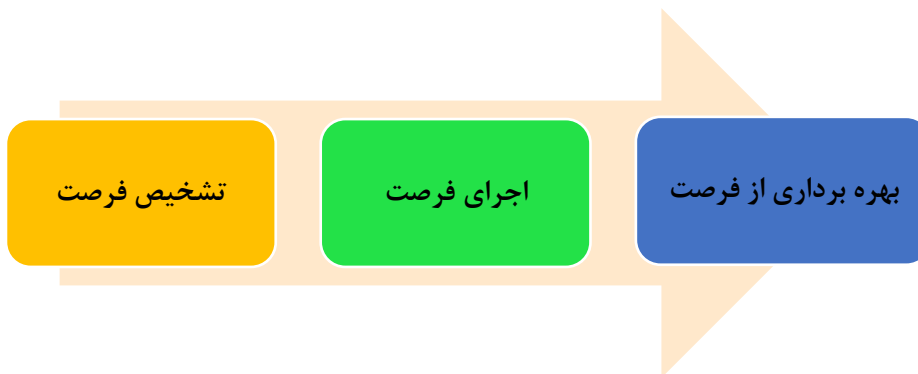 تشخیص فرصت
اجرای فرصت
بهره برداری از فرصت